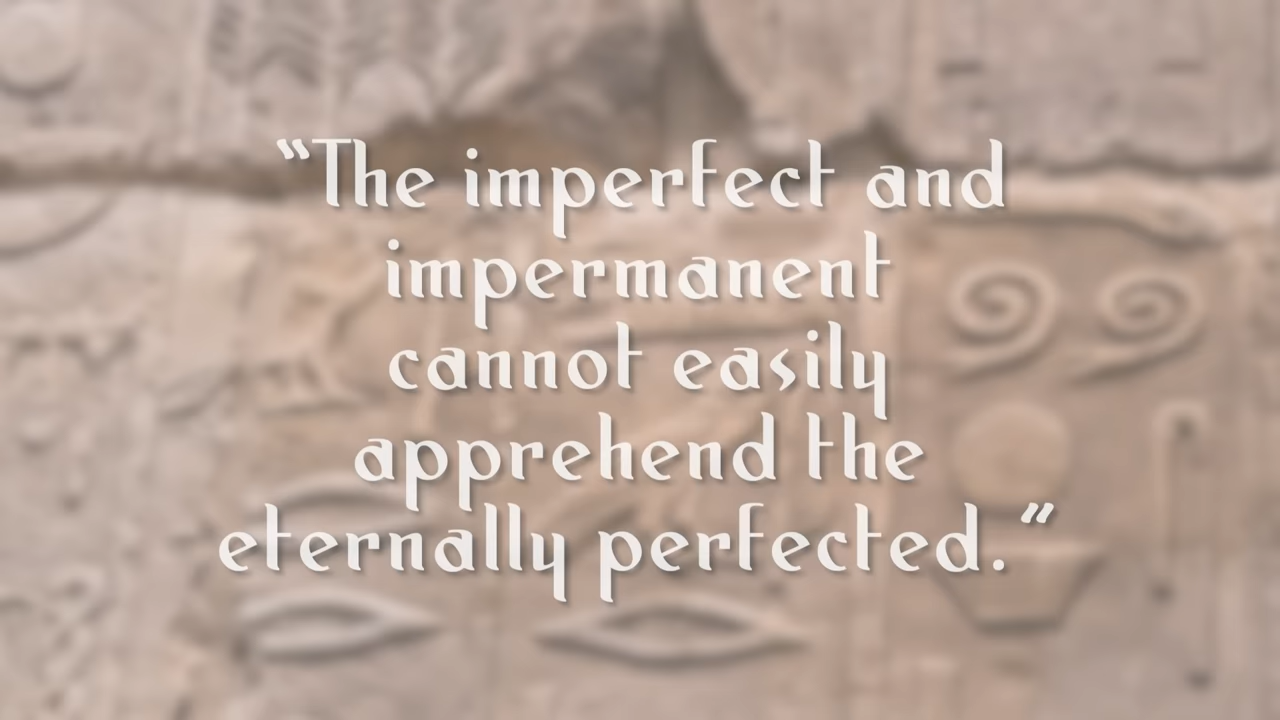 “The imperfect and
impermanent
cannot easily
apprehend the
eternally perfected.”